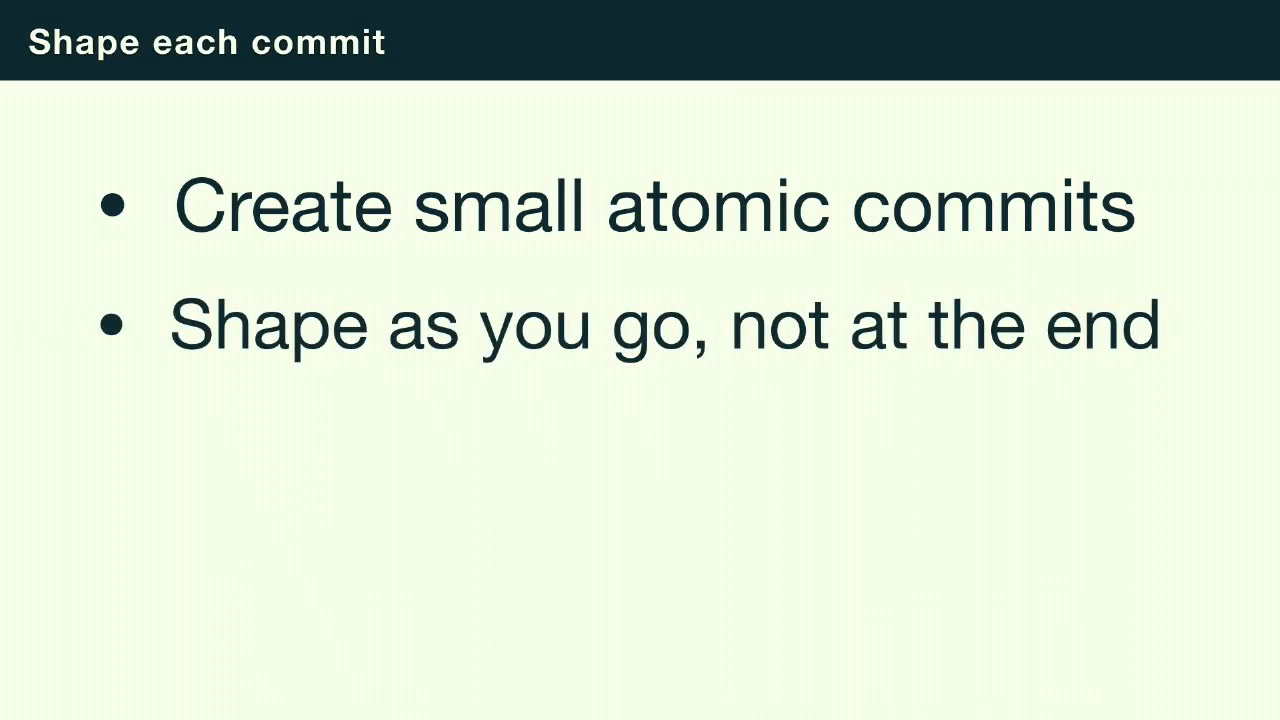 Shape each commit
• Create small atomic commits
• Shape as you go, not at the end